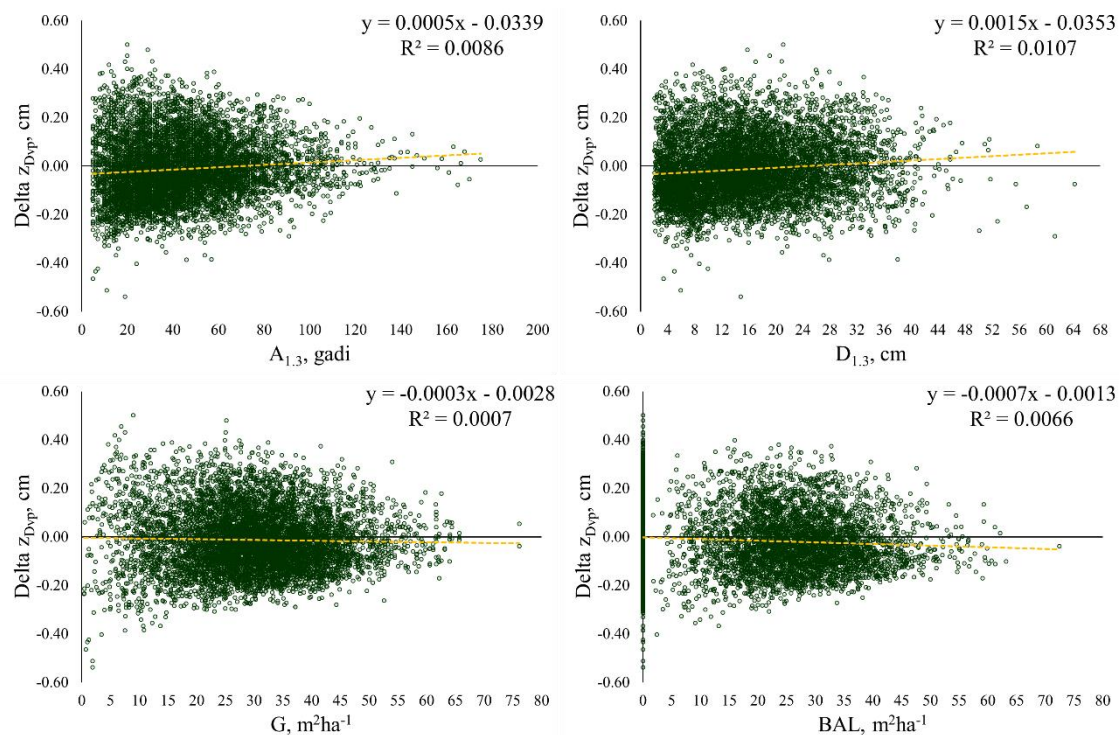 y = 0.0005x - 0.0339
R² = 0.0086
0.60
0.40
0.20
0.00
-0.20
-0.40
-0.60
Delta z_Dvp, cm
0 20 40 60 80 100 120 140 160 180 200
A_1.3, gadi
y = 0.0015x - 0.0353
R² = 0.0107
0.60
0.40
0.20
0.00
-0.20
-0.40
-0.60
Delta z_Dvp, cm
0 4 8 12 16 20 24 28 32 36 40 44 48 52 56 60 64 68
D_1.3, cm
y = -0.0003x - 0.0028
R² = 0.0007
0.60
0.40
0.20
0.00
-0.20
-0.40
-0.60
Delta z_Dvp, cm
0 5 10 15 20 25 30 35 40 45 50 55 60 65 70 75 80
G, m²ha⁻¹
y = -0.0007x - 0.0013
R² = 0.0066
0.60
0.40
0.20
0.00
-0.20
-0.40
-0.60
Delta z_Dvp, cm
0 5 10 15 20 25 30 35 40 45 50 55 60 65 70 75 80
BAL, m²ha⁻¹